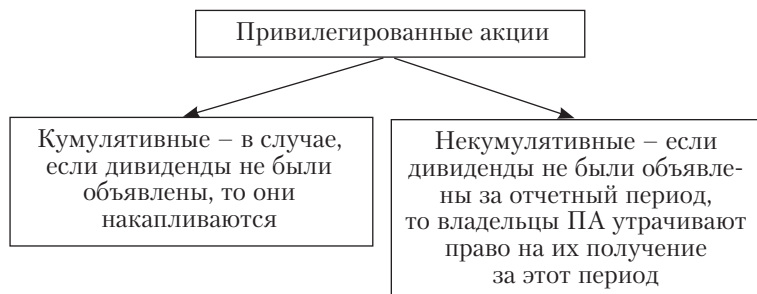 Привилегированные акции
Кумулятивные – в случае,
если дивиденды не были
объявлены, то они
накапливаются
Некумулятивные – если
дивиденды не были объявле-
ны за отчетный период,
то владельцы ПА утрачивают
право на их получение
за этот период